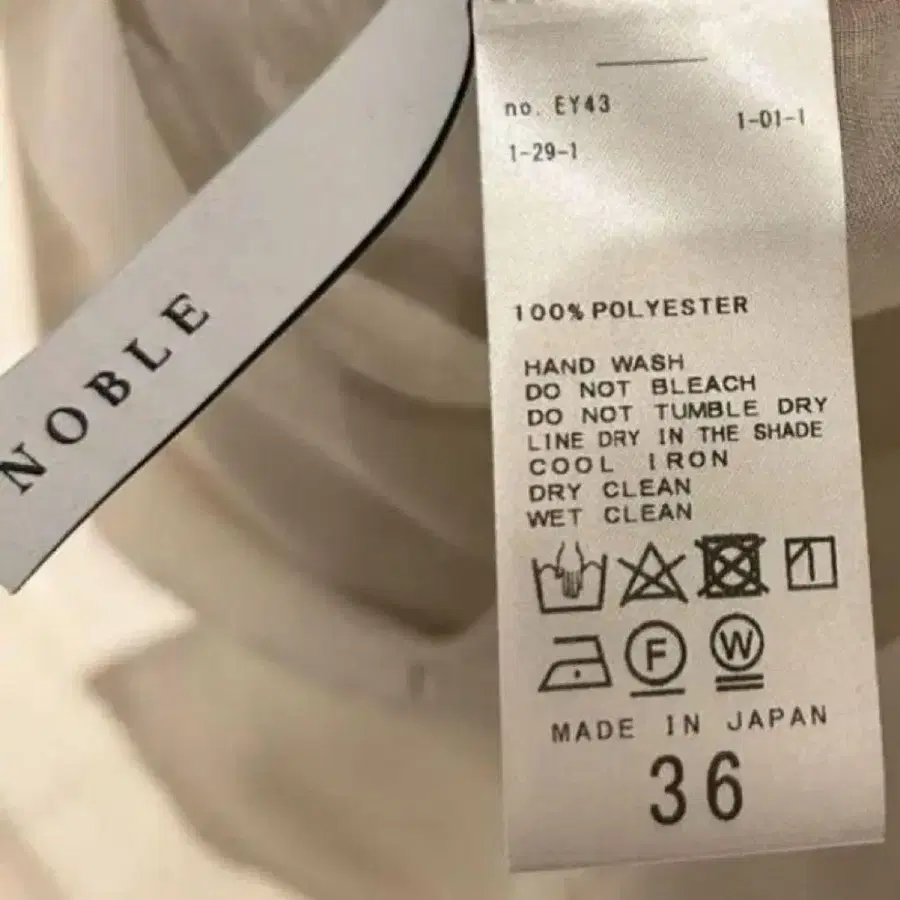 NOBLE
no. EY43
1-01-1
1-29-1
100% POLYESTER
HAND WASH
DO NOT BLEACH
DO NOT TUMBLE DRY
LINE DRY IN THE SHADE
COOL IRON
DRY CLEAN
WET CLEAN
F W
MADE IN JAPAN
36